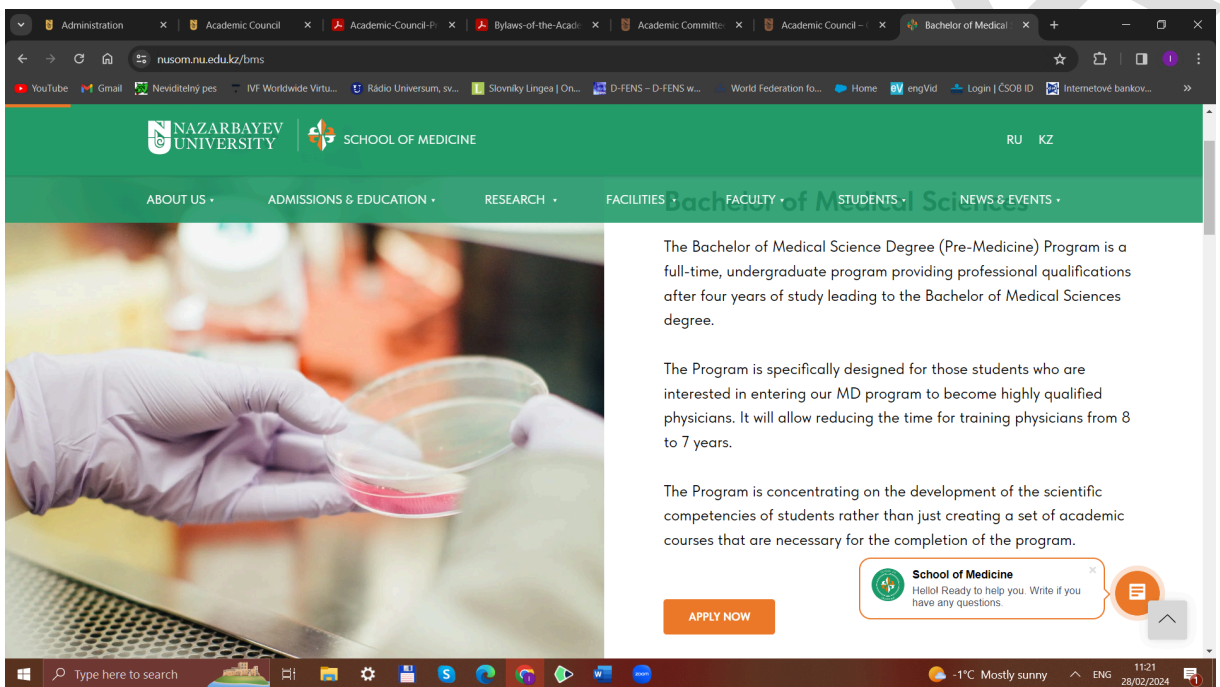 Administration
Academic Council
Academic-Council-Pr
Bylaws-of-the-Acade
Academic Committe
Academic Council – 
Bachelor of Medical
nusom.nu.edu.kz/bms
YouTube
Gmail
Neviditelný pes
IVF Worldwide Virtu...
Rádio Universum, sv...
Slovníky Lingea | On...
D-FENS – D-FENS w...
World Federation fo...
Home
engVid
Login | ČSOB ID
Internetové bankov...
NAZARBAYEV
UNIVERSITY
SCHOOL OF MEDICINE
RU KZ
ABOUT US
ADMISSIONS & EDUCATION
RESEARCH
FACILITIES
FACULTY
STUDENTS
NEWS & EVENTS
Bachelor of Medical Sciences
The Bachelor of Medical Science Degree (Pre-Medicine) Program is a
full-time, undergraduate program providing professional qualifications
after four years of study leading to the Bachelor of Medical Sciences
degree.
The Program is specifically designed for those students who are
interested in entering our MD program to become highly qualified
physicians. It will allow reducing the time for training physicians from 8
to 7 years.
The Program is concentrating on the development of the scientific
competencies of students rather than just creating a set of academic
courses that are necessary for the completion of the program.
School of Medicine
Hello! Ready to help you. Write if you
have any questions.
APPLY NOW
Type here to search
zoom
-1°C Mostly sunny
ENG
11:21
28/02/2024